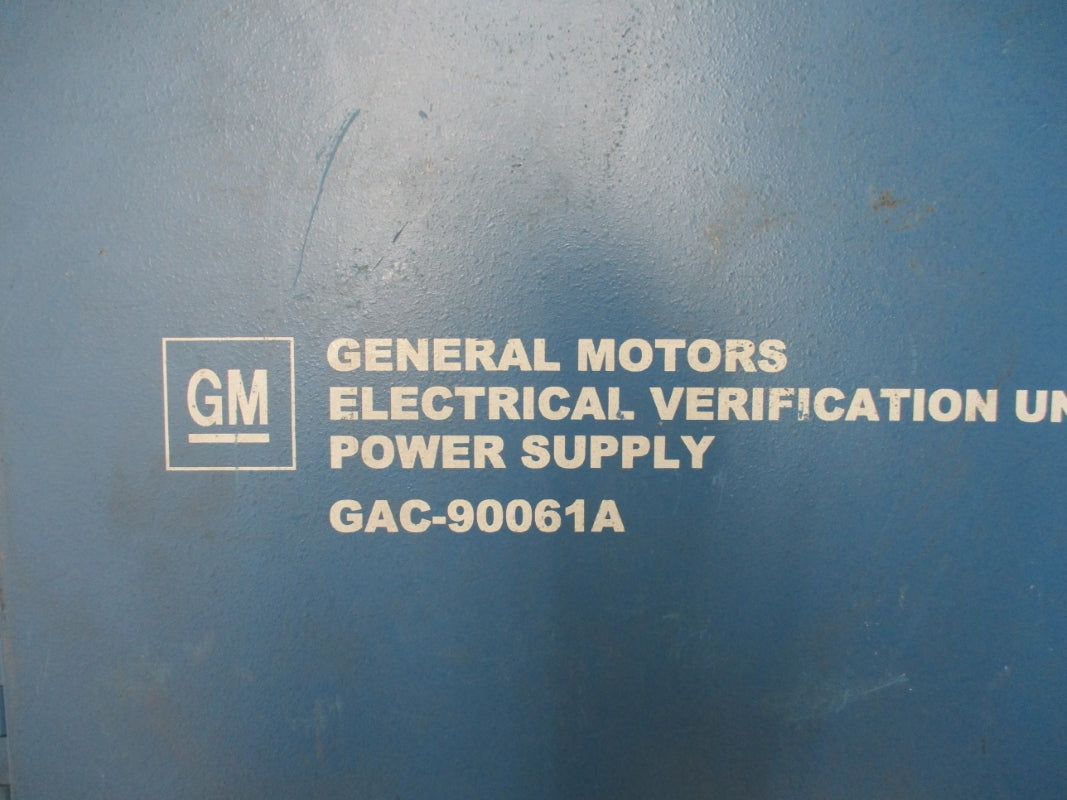 GM
GENERAL MOTORS
ELECTRICAL VERIFICATION UN
POWER SUPPLY
GAC-90061A